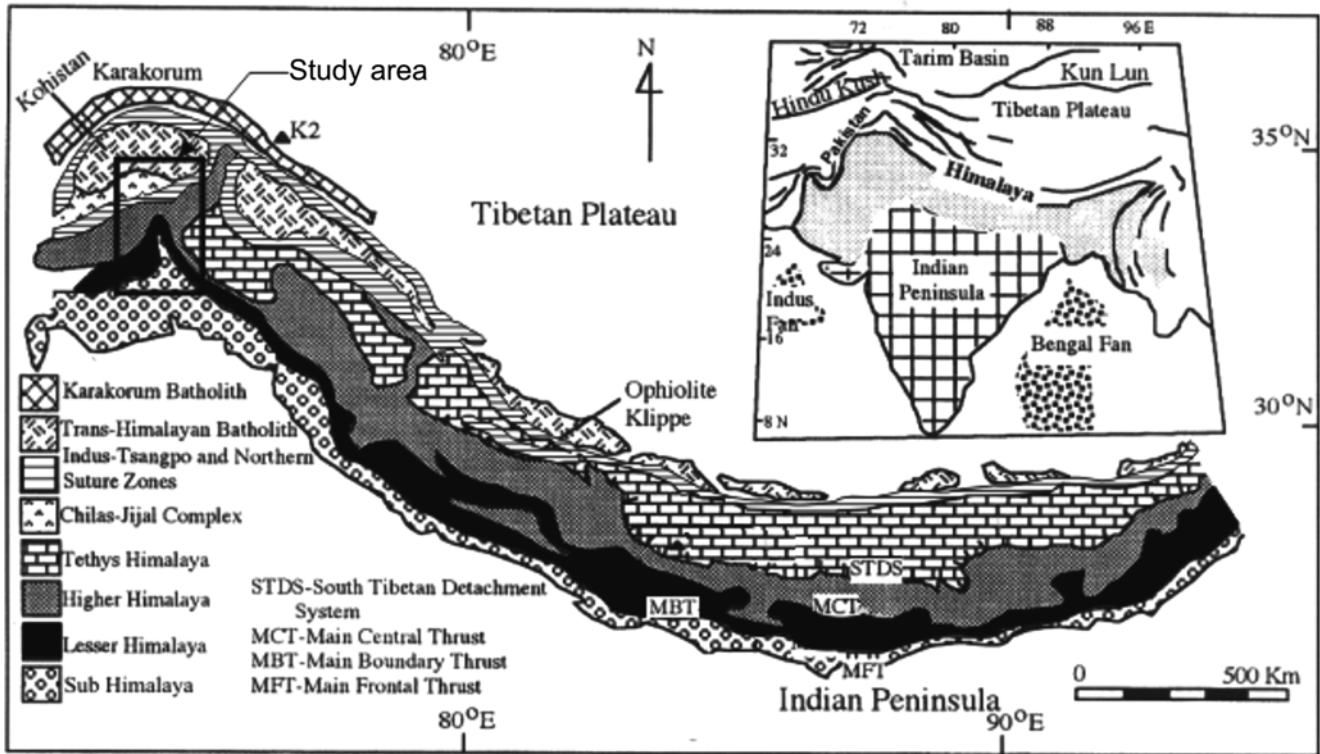 80°E
N
Karakorum
Kohistan
Study area
K2
35°N
Tibetan Plateau
72 80 88 96 E
Tarim Basin
Kun Lun
Hindu Kush
Tibetan Plateau
32
Pakistan
Himalaya
24
Indian
Peninsula
Indus
Fan
16
Bengal Fan
8 N
30°N
Ophiolite
Klippe
Karakorum Batholith
Trans-Himalayan Batholith
Indus-Tsangpo and Northern
Suture Zones
Chilas-Jijal Complex
Tethys Himalaya
Higher Himalaya
Lesser Himalaya
Sub Himalaya
STDS-South Tibetan Detachment
System
MCT-Main Central Thrust
MBT-Main Boundary Thrust
MFT-Main Frontal Thrust
STDS
MBT
MCT
MFT
0 500 Km
Indian Peninsula
80°E
90°E